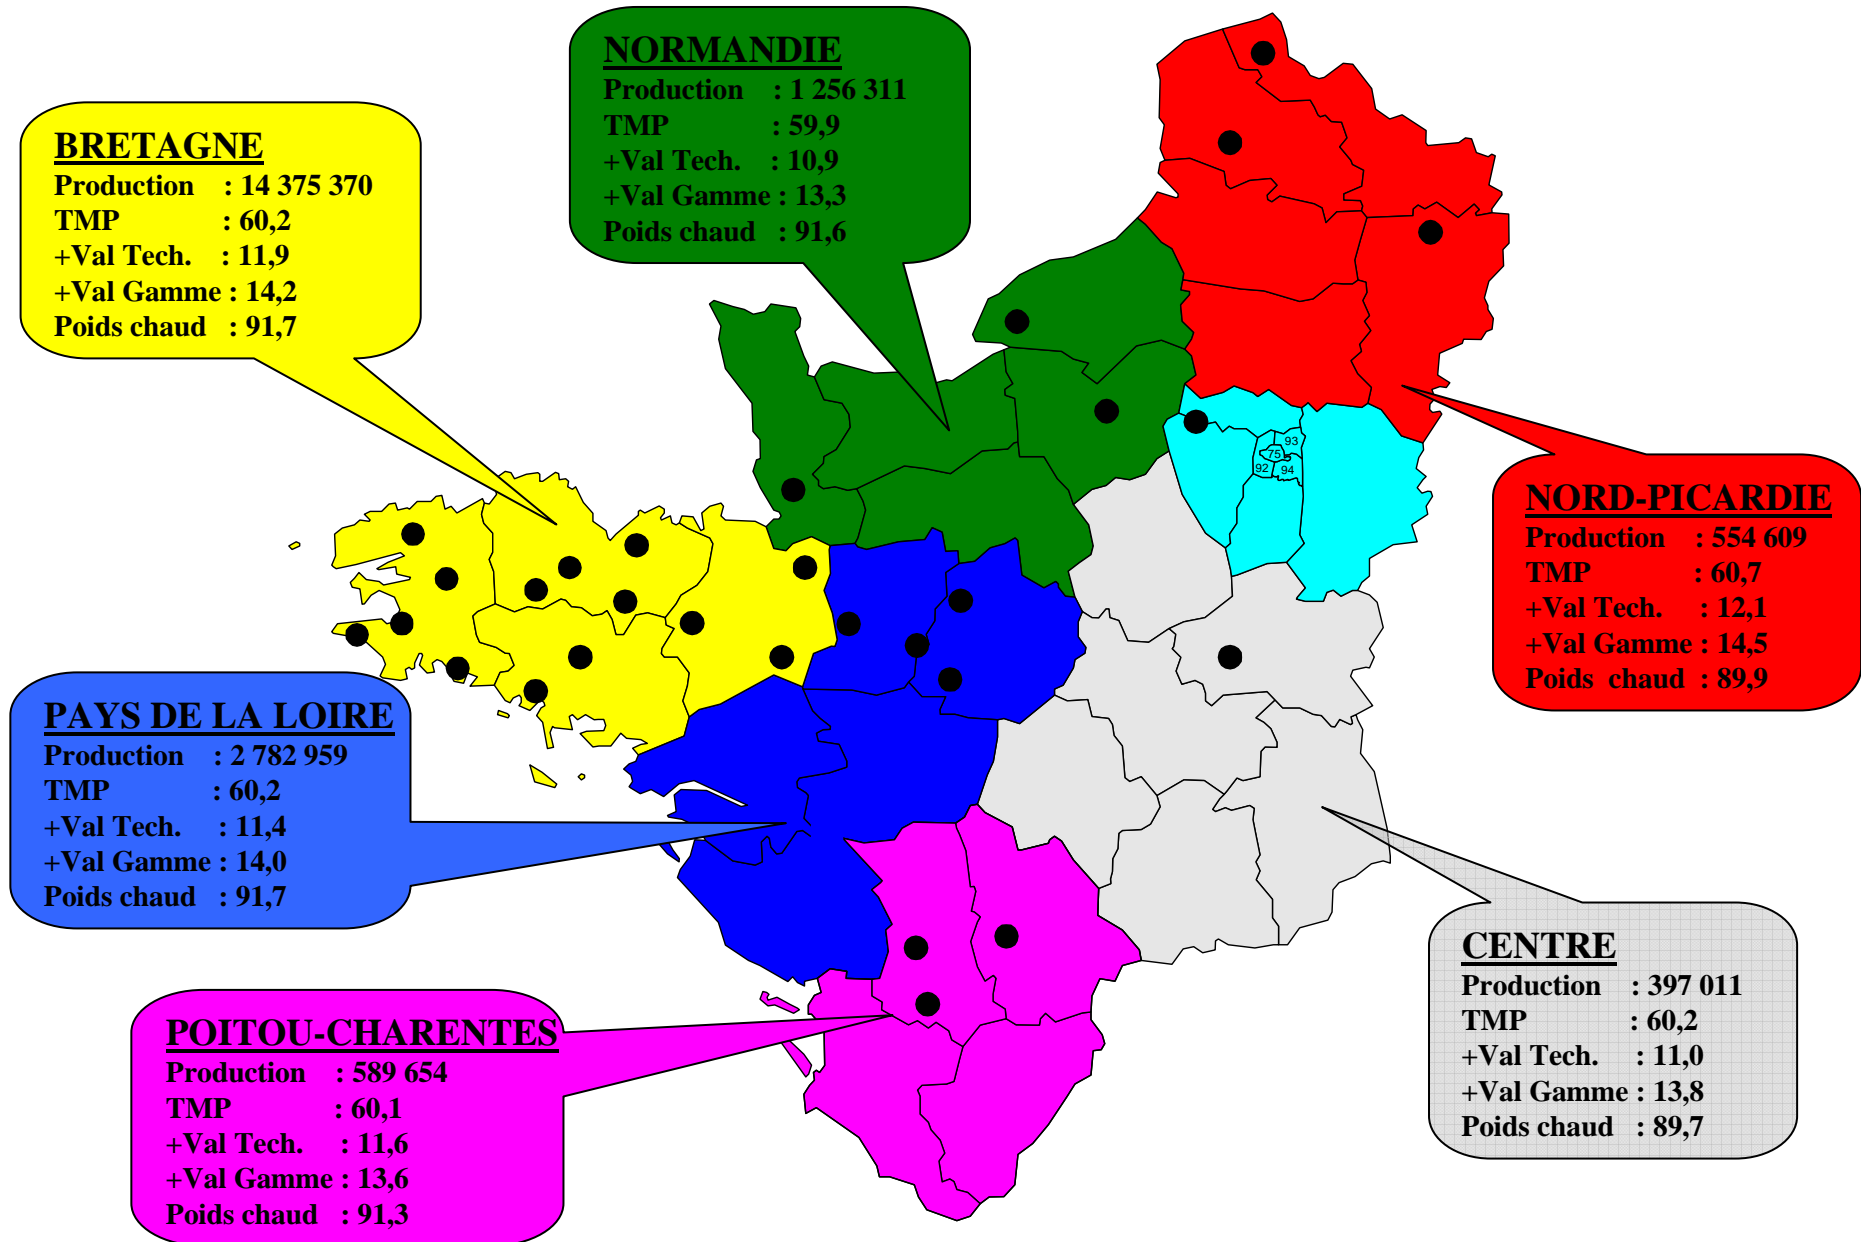 NORMANDIE
Production : 1 256 311
TMP : 59,9
+Val Tech. : 10,9
+Val Gamme : 13,3
Poids chaud : 91,6
BRETAGNE
Production : 14 375 370
TMP : 60,2
+Val Tech. : 11,9
+Val Gamme : 14,2
Poids chaud : 91,7
93
75
92
94
NORD-PICARDIE
Production : 554 609
TMP : 60,7
+Val Tech. : 12,1
+Val Gamme : 14,5
Poids chaud : 89,9
PAYS DE LA LOIRE
Production : 2 782 959
TMP : 60,2
+Val Tech. : 11,4
+Val Gamme : 14,0
Poids chaud : 91,7
CENTRE
Production : 397 011
TMP : 60,2
+Val Tech. : 11,0
+Val Gamme : 13,8
Poids chaud : 89,7
POITOU-CHARENTES
Production : 589 654
TMP : 60,1
+Val Tech. : 11,6
+Val Gamme : 13,6
Poids chaud : 91,3